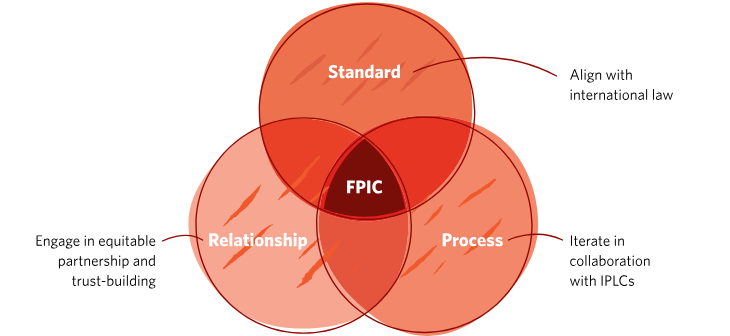 Standard
Align with
international law
FPIC
Relationship
Engage in equitable
partnership and
trust-building
Process
Iterate in
collaboration
with IPLCs